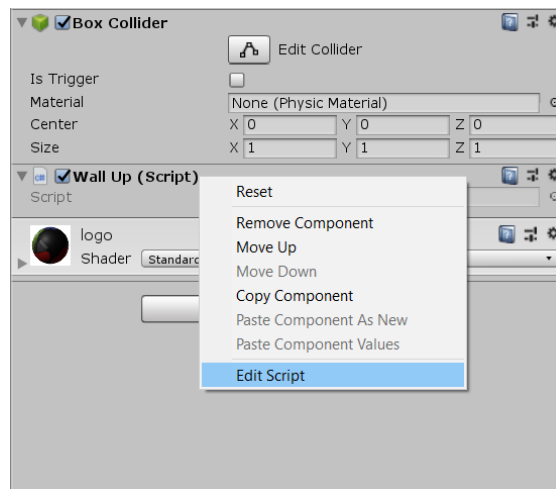 Box Collider
Edit Collider
Is Trigger
Material None (Physic Material)
Center X 0 Y 0 Z 0
Size X 1 Y 1 Z 1
Wall Up (Script)
Script
logo
Shader Standard
Reset
Remove Component
Move Up
Move Down
Copy Component
Paste Component As New
Paste Component Values
Edit Script